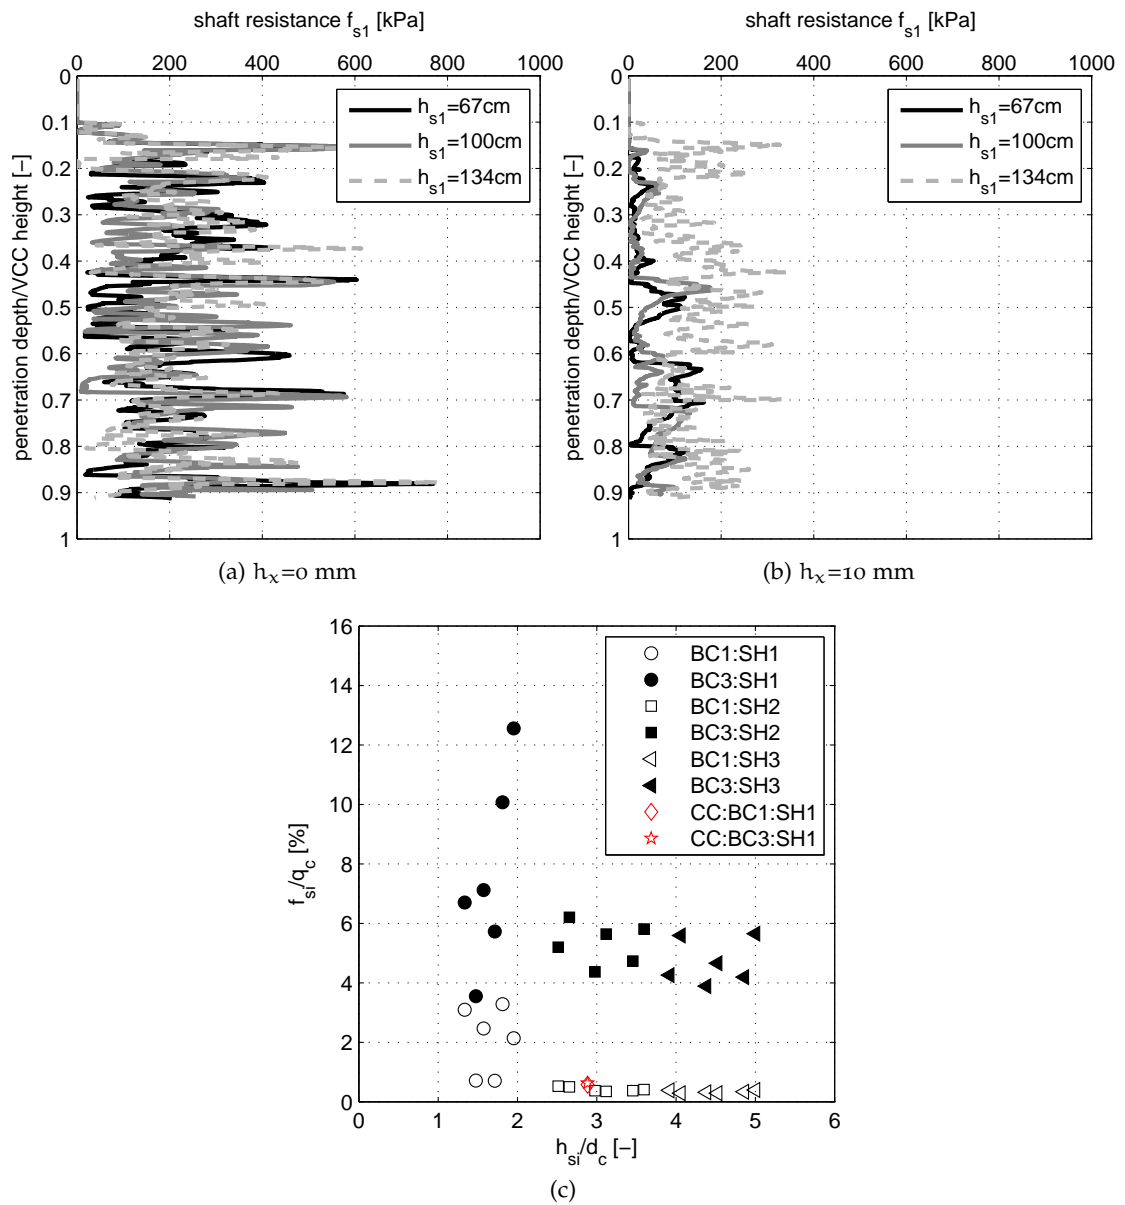 shaft resistance f_s1 [kPa]
0 200 400 600 800 1000
0
0.1
0.2
0.3
0.4
0.5
0.6
0.7
0.8
0.9
1
penetration depth/VCC height [−]
h_s1=67cm
h_s1=100cm
h_s1=134cm
(a) h_x=0 mm
shaft resistance f_s1 [kPa]
0 200 400 600 800 1000
0
0.1
0.2
0.3
0.4
0.5
0.6
0.7
0.8
0.9
1
penetration depth/VCC height [−]
h_s1=67cm
h_s1=100cm
h_s1=134cm
(b) h_x=10 mm
16
14
12
10
8
6
4
2
0
f_si/q_c [%]
BC1:SH1
BC3:SH1
BC1:SH2
BC3:SH2
BC1:SH3
BC3:SH3
CC:BC1:SH1
CC:BC3:SH1
0 1 2 3 4 5 6
h_si/d_c [−]
(c)